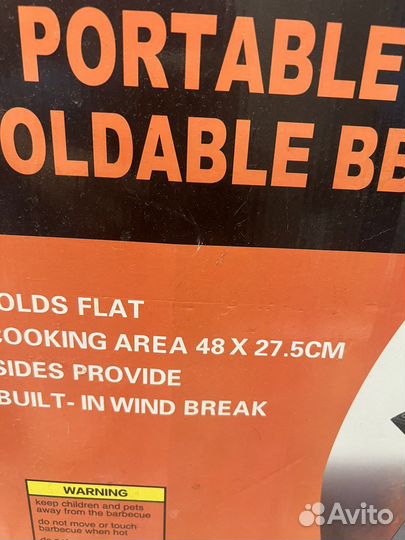 PORTABLE
OLDABLE BB
OLDS FLAT
COOKING AREA 48 X 27.5CM
SIDES PROVIDE
BUILT- IN WIND BREAK
WARNING
keep children and pets
away from the barbecue
do not move or touch
barbecue when hot
Avito